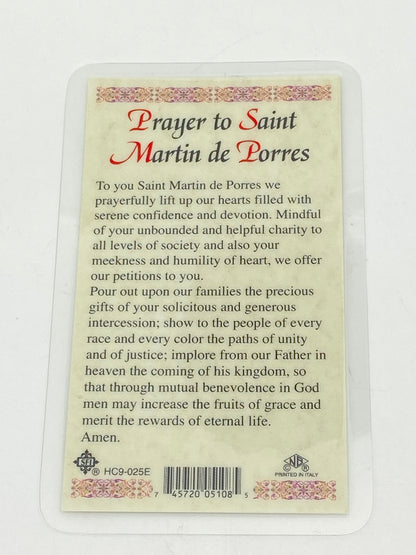 Prayer to Saint
Martin de Porres
To you Saint Martin de Porres we
prayerfully lift up our hearts filled with
serene confidence and devotion. Mindful
of your unbounded and helpful charity to
all levels of society and also your
meekness and humility of heart, we offer
our petitions to you.
Pour out upon our families the precious
gifts of your solicitous and generous
intercession; show to the people of every
race and every color the paths of unity
and of justice; implore from our Father in
heaven the coming of his kingdom, so
that through mutual benevolence in God
men may increase the fruits of grace and
merit the rewards of eternal life.
Amen.
® HC9-025E
7 45720 05108 5
PRINTED IN ITALY